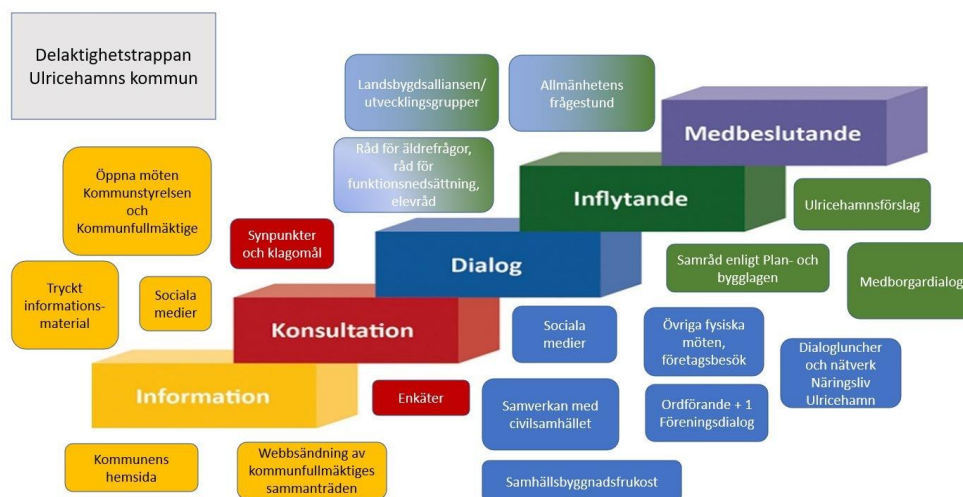 Delaktighetstrappan
Ulricehamns kommun
Landsbygdsalliansen/
utvecklingsgrupper
Allmänhetens
frågestund
Medbeslutande
Råd för äldrefrågor,
råd för
funktionsnedsättning,
elevråd
Öppna möten
Kommunstyrelsen
och
Kommunfullmäktige
Inflytande
Ulricehamnsförslag
Synpunkter
och klagomål
Dialog
Samråd enligt Plan- och
bygglagen
Medborgardialog
Tryckt
informations-
material
Sociala
medier
Konsultation
Sociala
medier
Övriga fysiska
möten,
företagsbesök
Dialogluncher
och nätverk
Näringsliv
Ulricehamn
Information
Enkäter
Samverkan med
civilsamhället
Ordförande + 1
Föreningsdialog
Kommunens
hemsida
Webbsändning av
kommunfullmäktiges
sammanträden
Samhällsbyggnadsfrukost